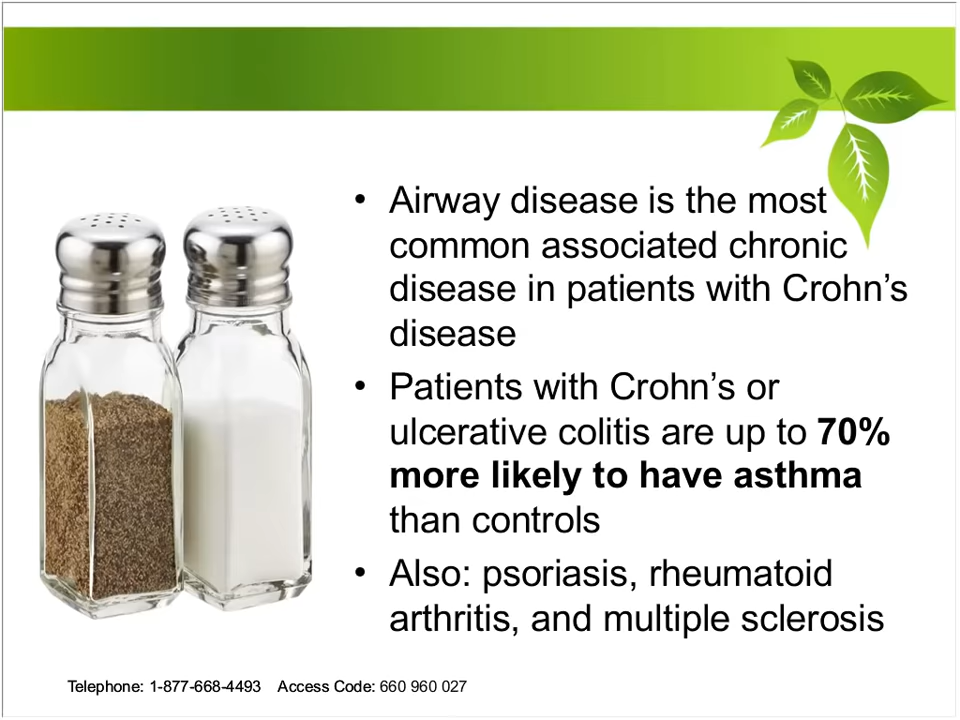 • Airway disease is the most
common associated chronic
disease in patients with Crohn’s
disease
• Patients with Crohn’s or
ulcerative colitis are up to 70%
more likely to have asthma
than controls
• Also: psoriasis, rheumatoid
arthritis, and multiple sclerosis
Telephone: 1-877-668-4493 Access Code: 660 960 027